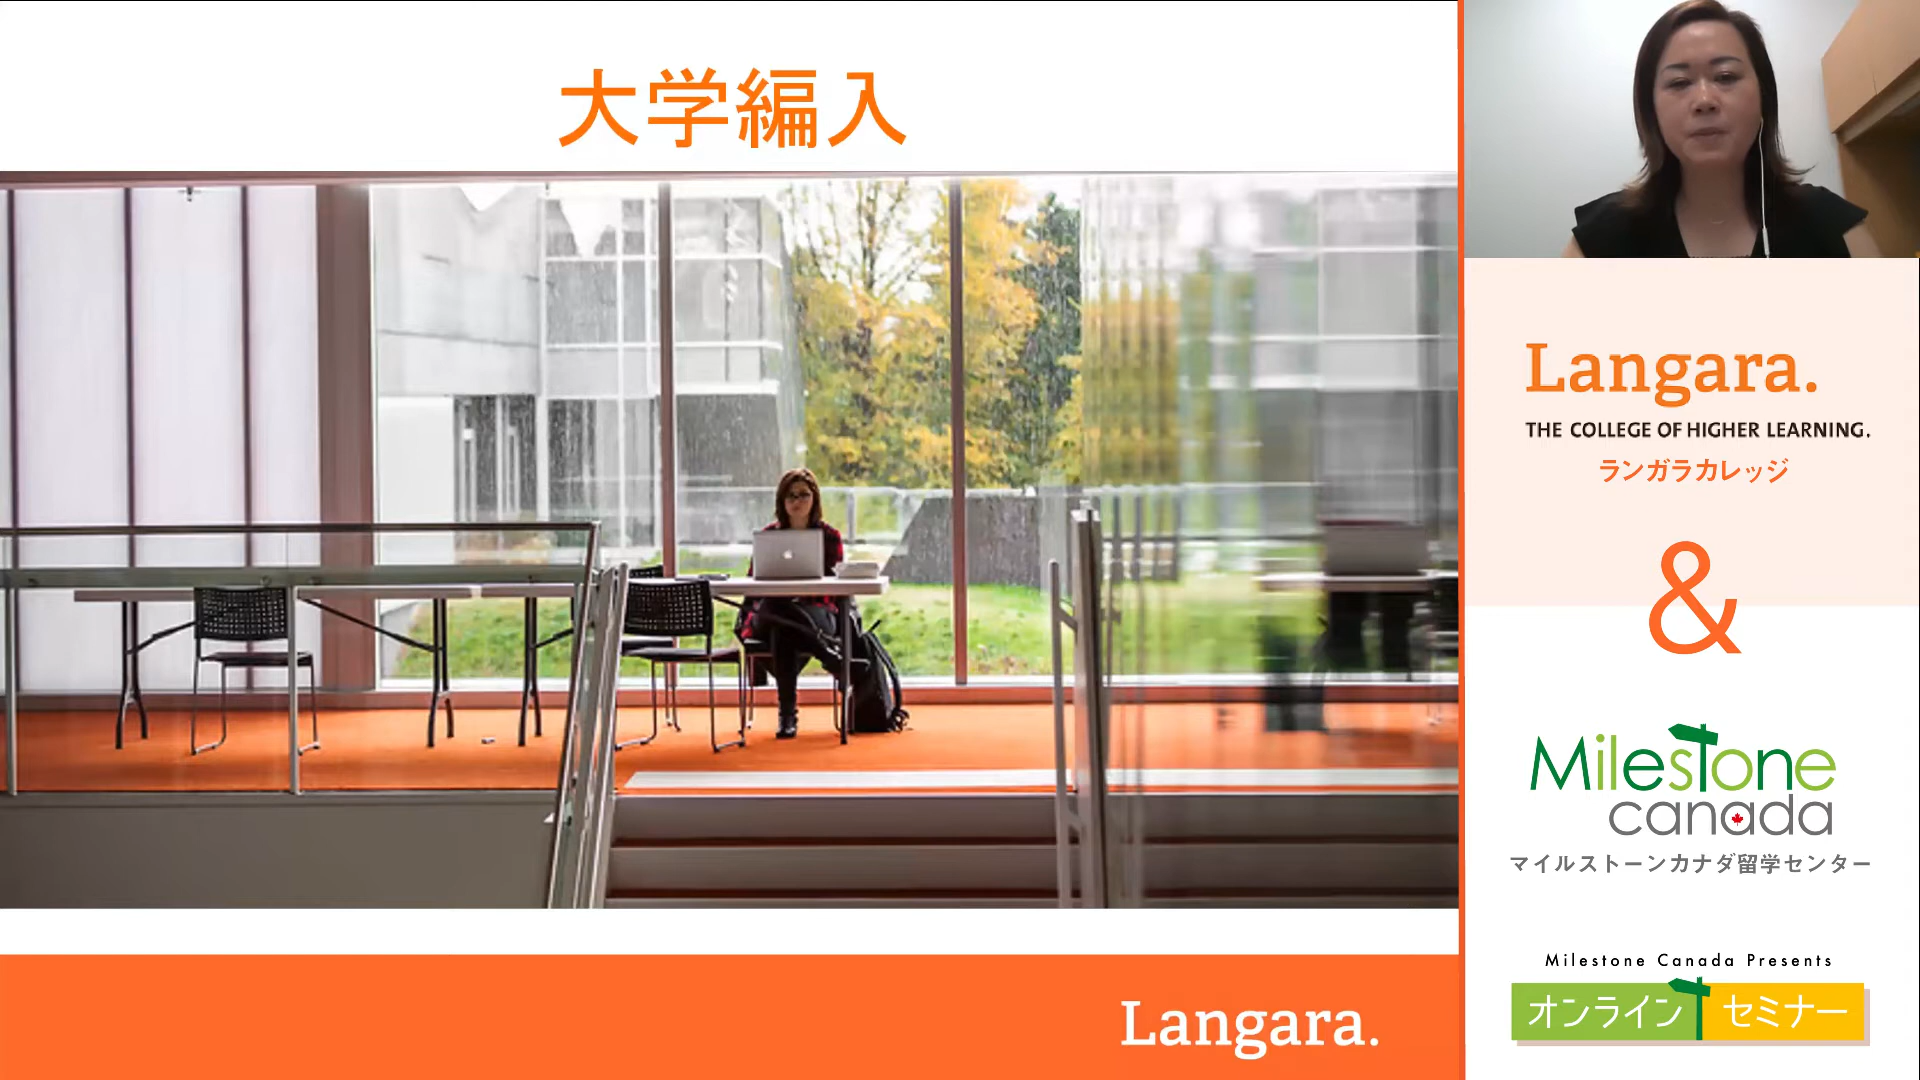 大学編入
Langara.
Langara.
THE COLLEGE OF HIGHER LEARNING.
ランガラカレッジ
&
Milestone
canada
マイルストーンカナダ留学センター
Milestone Canada Presents
オンラインセミナー